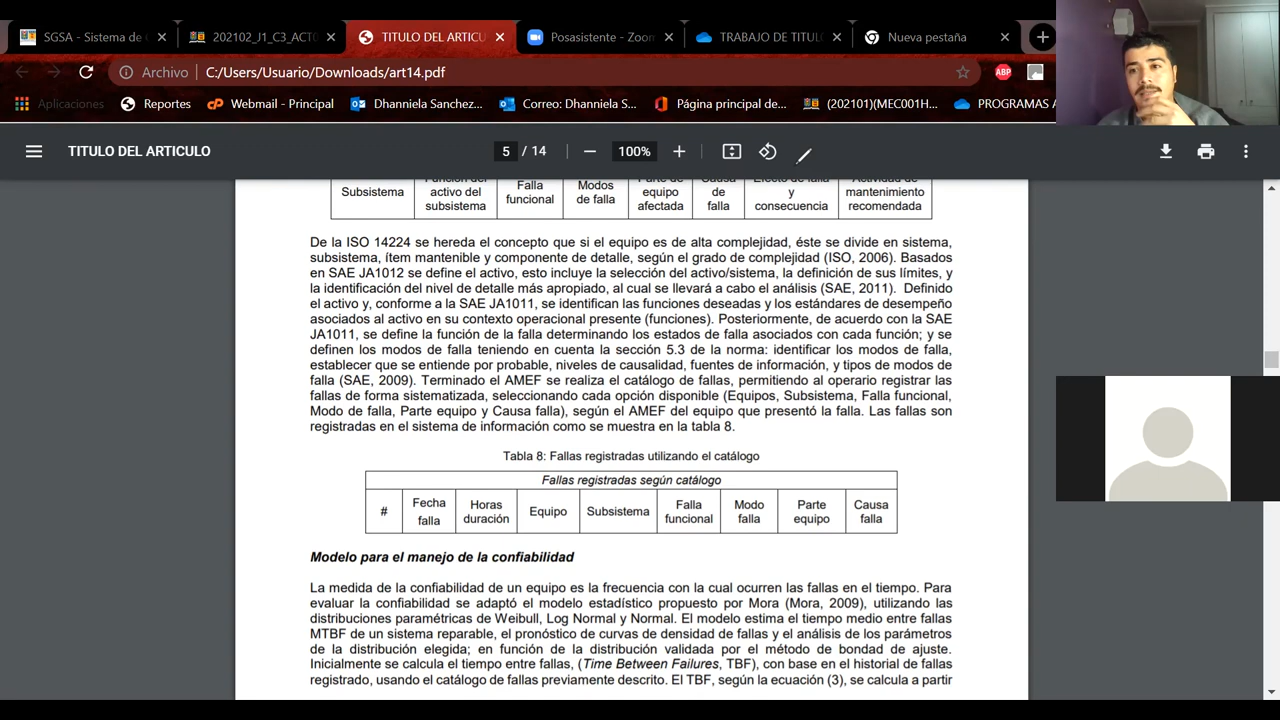 SGSA - Sistema de
202102_J1_C3_ACT0
TITULO DEL ARTICU
Posasistente - Zoom
TRABAJO DE TITUL
Nueva pestaña
Archivo
C:/Users/Usuario/Downloads/art14.pdf
ABP
Aplicaciones
Reportes
Webmail - Principal
Dhanniela Sanchez...
Correo: Dhanniela S...
Página principal de...
(202101)(MEC001H...
PROGRAMAS A
TITULO DEL ARTICULO
5 / 14
100%
Subsistema
Función del activo del subsistema
Falla funcional
Modos de falla
Parte de equipo afectada
Causa de falla
Efecto de falla y consecuencia
Actividad de mantenimiento recomendada
De la ISO 14224 se hereda el concepto que si el equipo es de alta complejidad, éste se divide en sistema,
subsistema, ítem mantenible y componente de detalle, según el grado de complejidad (ISO, 2006). Basados
en SAE JA1012 se define el activo, esto incluye la selección del activo/sistema, la definición de sus límites, y
la identificación del nivel de detalle más apropiado, al cual se llevará a cabo el análisis (SAE, 2011). Definido
el activo y, conforme a la SAE JA1011, se identifican las funciones deseadas y los estándares de desempeño
asociados al activo en su contexto operacional presente (funciones). Posteriormente, de acuerdo con la SAE
JA1011, se define la función de la falla determinando los estados de falla asociados con cada función; y se
definen los modos de falla teniendo en cuenta la sección 5.3 de la norma: identificar los modos de falla,
establecer que se entiende por probable, niveles de causalidad, fuentes de información, y tipos de modos de
falla (SAE, 2009). Terminado el AMEF se realiza el catálogo de fallas, permitiendo al operario registrar las
fallas de forma sistematizada, seleccionando cada opción disponible (Equipos, Subsistema, Falla funcional,
Modo de falla, Parte equipo y Causa falla), según el AMEF del equipo que presentó la falla. Las fallas son
registradas en el sistema de información como se muestra en la tabla 8.
Tabla 8: Fallas registradas utilizando el catálogo
Fallas registradas según catálogo
#
Fecha falla
Horas duración
Equipo
Subsistema
Falla funcional
Modo falla
Parte equipo
Causa falla
Modelo para el manejo de la confiabilidad
La medida de la confiabilidad de un equipo es la frecuencia con la cual ocurren las fallas en el tiempo. Para
evaluar la confiabilidad se adaptó el modelo estadístico propuesto por Mora (Mora, 2009), utilizando las
distribuciones paramétricas de Weibull, Log Normal y Normal. El modelo estima el tiempo medio entre fallas
MTBF de un sistema reparable, el pronóstico de curvas de densidad de fallas y el análisis de los parámetros
de la distribución elegida; en función de la distribución validada por el método de bondad de ajuste.
Inicialmente se calcula el tiempo entre fallas, (Time Between Failures, TBF), con base en el historial de fallas
registrado, usando el catálogo de fallas previamente descrito. El TBF, según la ecuación (3), se calcula a partir